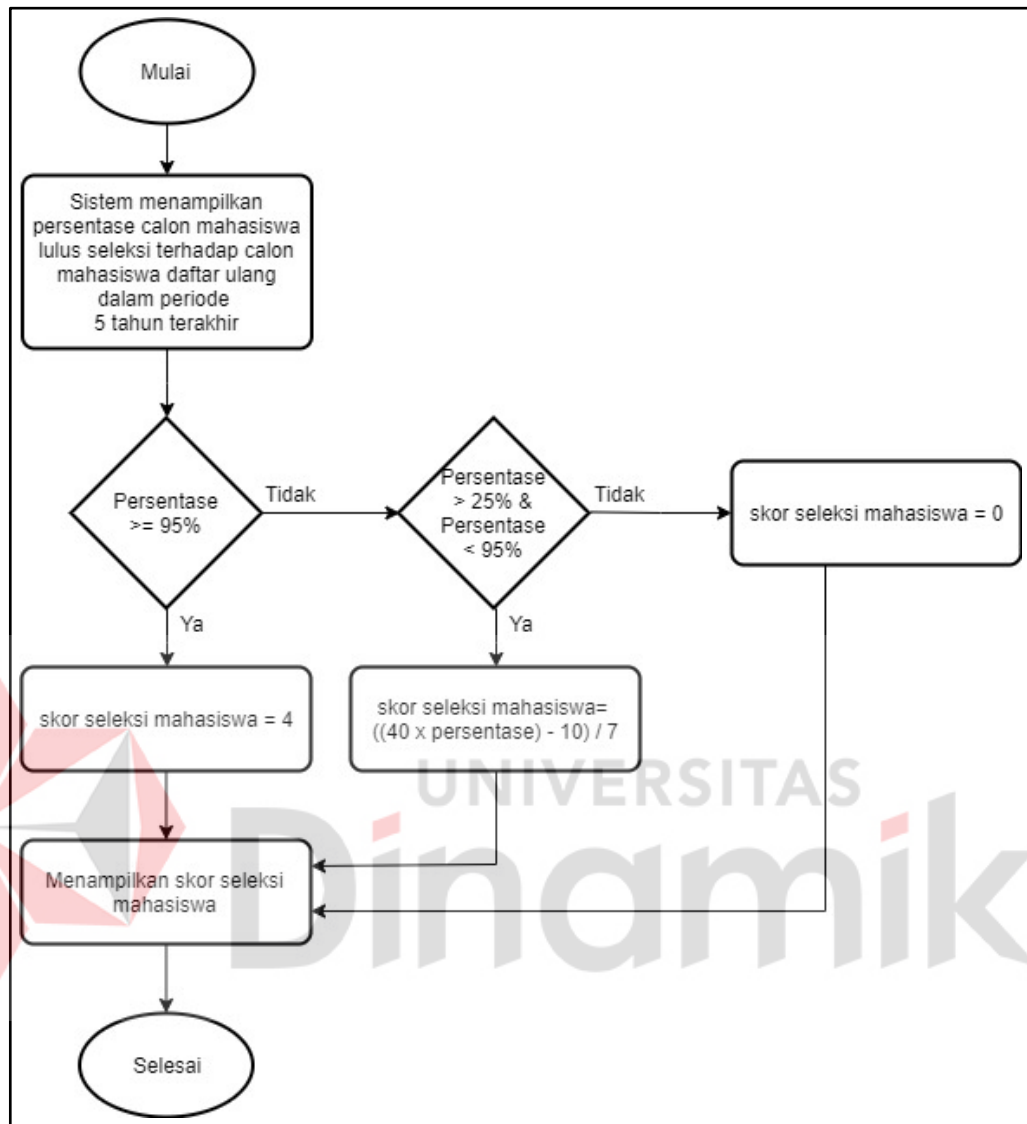 Mulai
Sistem menampilkan
persentase calon mahasiswa
lulus seleksi terhadap calon
mahasiswa daftar ulang
dalam periode
5 tahun terakhir
Persentase
>= 95%
Tidak
Persentase
> 25% &
Persentase
< 95%
Tidak
skor seleksi mahasiswa = 0
Ya
Ya
skor seleksi mahasiswa = 4
skor seleksi mahasiswa=
((40 x persentase) - 10) / 7
UNIVERSITAS
Dinamik
Menampilkan skor seleksi
mahasiswa
Selesai